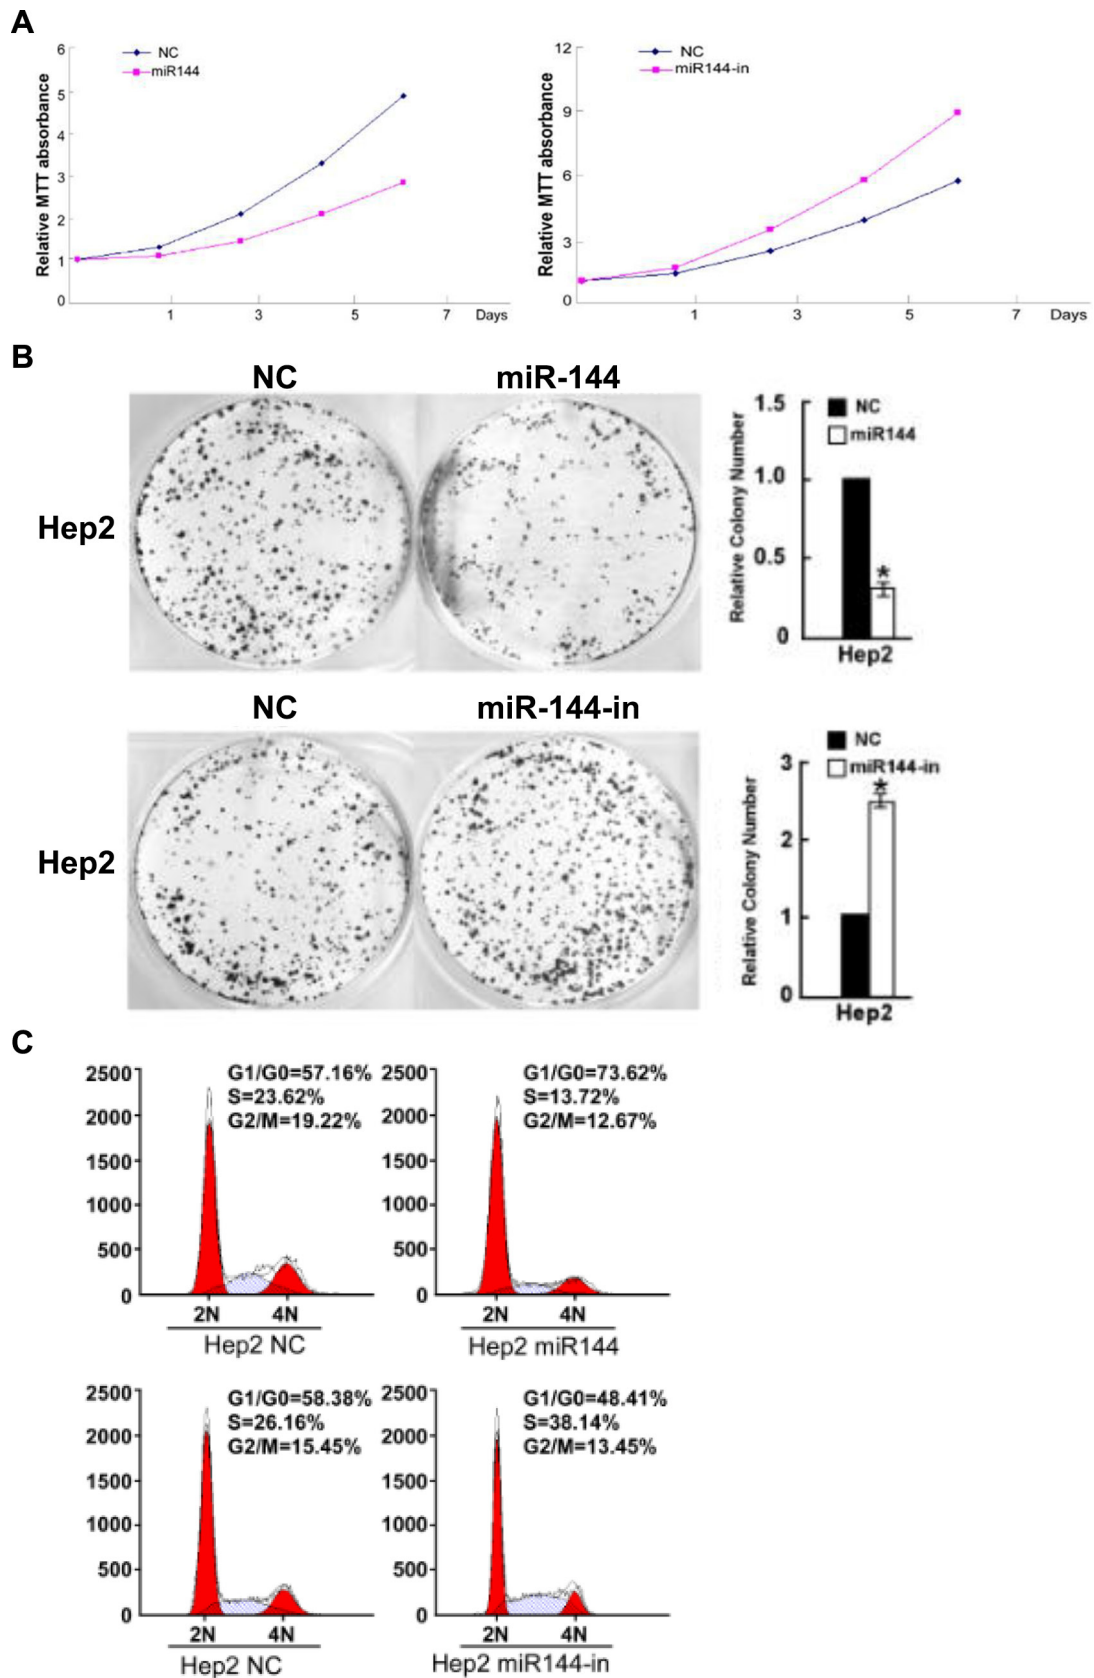 A
Relative MTT absorbance
6
5
4
3
2
1
0
NC
miR144
1 3 5 7 Days
Relative MTT absorbance
12
9
6
3
0
NC
miR144-in
1 3 5 7 Days
B
NC miR-144
Hep2
Relative Colony Number
1.5
1.0
0.5
0
NC
miR144
*
Hep2
NC miR-144-in
Hep2
Relative Colony Number
3
2
1
0
NC
miR144-in
*
Hep2
C
2500
2000
1500
1000
500
0
G1/G0=57.16%
S=23.62%
G2/M=19.22%
2N 4N
Hep2 NC
2500
2000
1500
1000
500
0
G1/G0=73.62%
S=13.72%
G2/M=12.67%
2N 4N
Hep2 miR144
2500
2000
1500
1000
500
0
G1/G0=58.38%
S=26.16%
G2/M=15.45%
2N 4N
Hep2 NC
2500
2000
1500
1000
500
0
G1/G0=48.41%
S=38.14%
G2/M=13.45%
2N 4N
Hep2 miR144-in